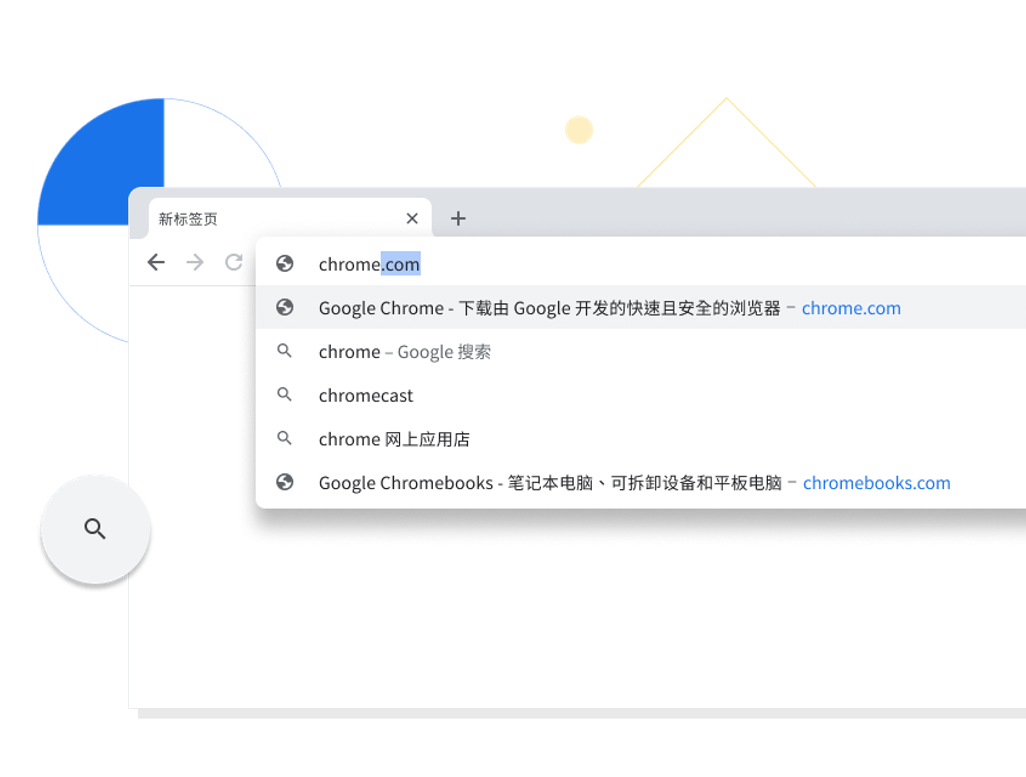 新标签页
chrome.com
Google Chrome - 下载由 Google 开发的快速且安全的浏览器 – chrome.com
chrome – Google 搜索
chromecast
chrome 网上应用店
Google Chromebooks - 笔记本电脑、可拆卸设备和平板电脑 – chromebooks.com